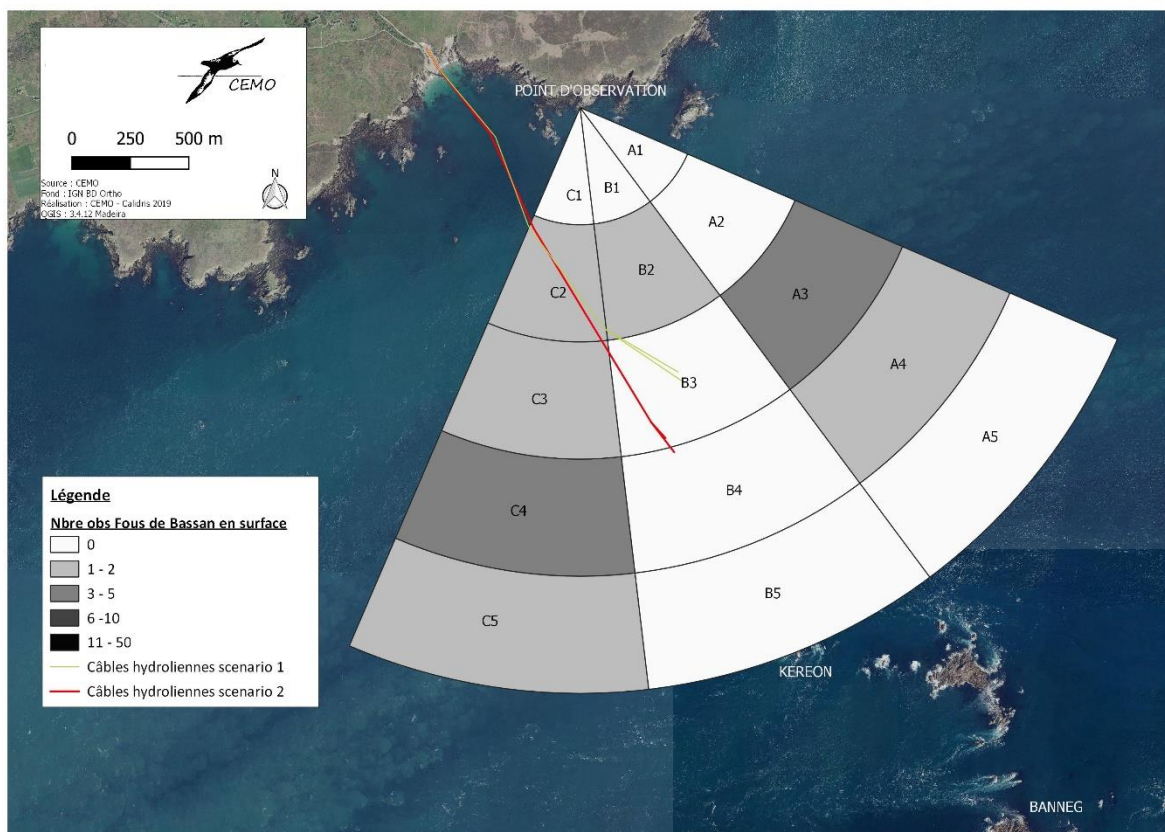 CEMO
0 250 500 m
Source : CEMO
Fond : IGN BD Ortho
Réalisation : CEMO - Calidris 2019
QGIS : 3.4.12 Madeira
N
POINT D'OBSERVATION
A1
B1
C1
A2
B2
C2
A3
B3
C3
A4
B4
C4
A5
B5
C5
KEREON
BANNEG
Légende
Nbre obs Fous de Bassan en surface
0
1 - 2
3 - 5
6 -10
11 - 50
Câbles hydroliennes scenario 1
Câbles hydroliennes scenario 2